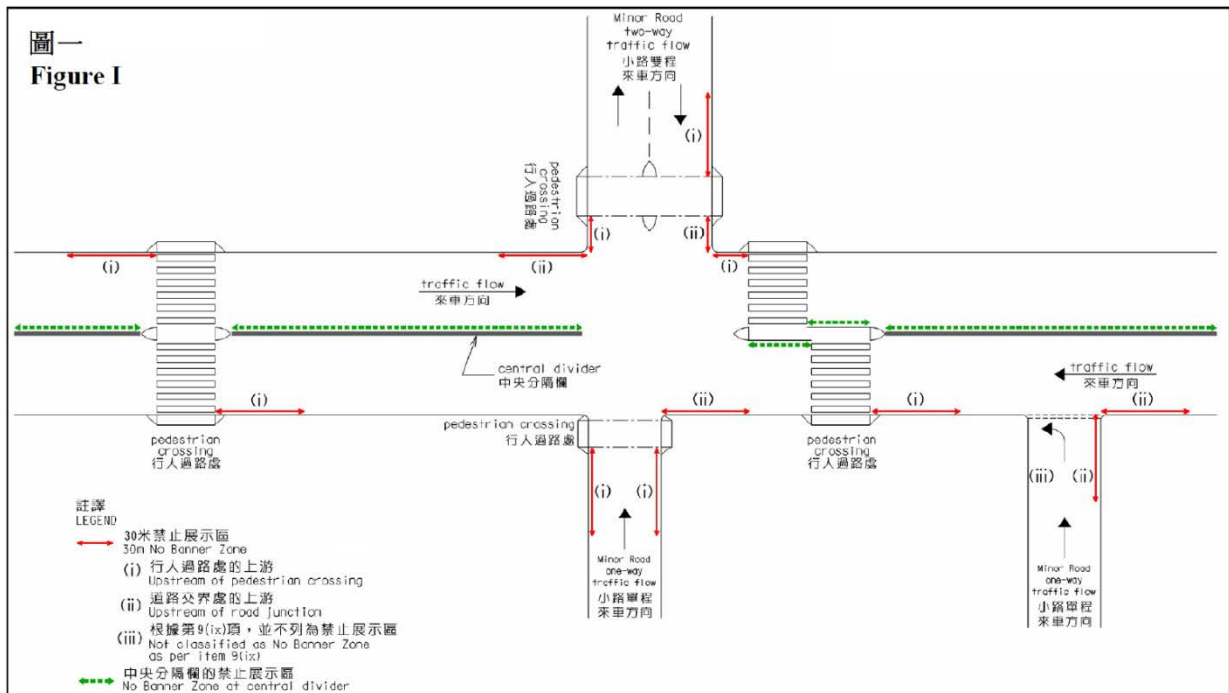 圖一
Figure I
Minor Road
two-way
traffic flow
小路雙程
來車方向
(i)
pedestrian
crossing
行人過路處
(i)
(ii)
(i)
(ii)
(i)
traffic flow
來車方向
central divider
中央分隔欄
traffic flow
來車方向
(i)
(ii)
(i)
(ii)
pedestrian crossing
行人過路處
pedestrian
crossing
行人過路處
pedestrian
crossing
行人過路處
(i)
(i)
(iii)
(ii)
Minor Road
one-way
traffic flow
小路單程
來車方向
Minor Road
one-way
traffic flow
小路單程
來車方向
註譯
LEGEND
30米禁止展示區
30m No Banner Zone
(i) 行人過路處的上游
Upstream of pedestrian crossing
(ii) 道路交界處的上游
Upstream of road junction
(iii) 根據第9(ix)項，並不列為禁止展示區
Not classified as No Banner Zone
as per item 9(ix)
中央分隔欄的禁止展示區
No Banner Zone at central divider